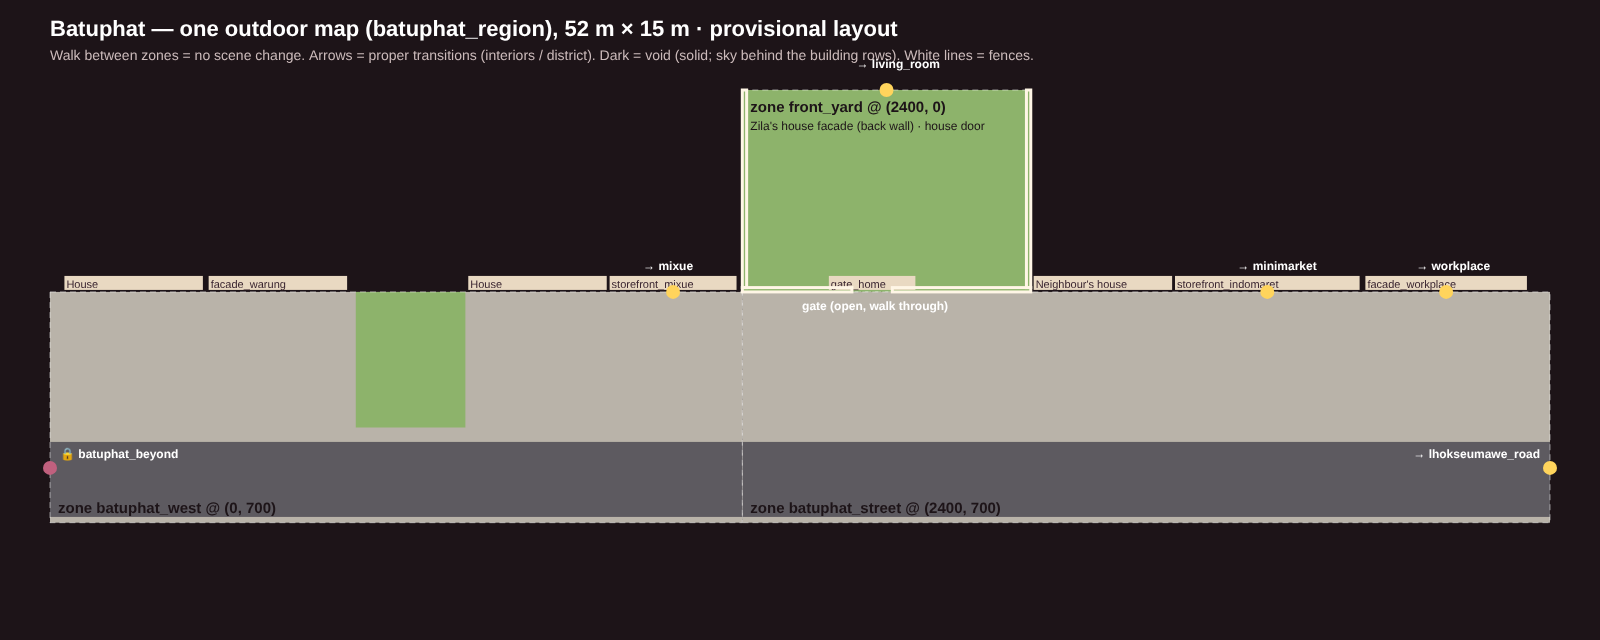 Batuphat — one outdoor map (batuphat_region), 52 m × 15 m · provisional layout
Walk between zones = no scene change. Arrows = proper transitions (interiors / district). Dark = void (solid; sky behind the building rows). White lines = fences.
→ living_room
zone front_yard @ (2400, 0)
Zila's house facade (back wall) · house door
→ mixue
→ minimarket
→ workplace
House
facade_warung
House
storefront_mixue
gate_home
Neighbour's house
storefront_indomaret
facade_workplace
gate (open, walk through)
🔒 batuphat_beyond
→ lhokseumawe_road
zone batuphat_west @ (0, 700)
zone batuphat_street @ (2400, 700)